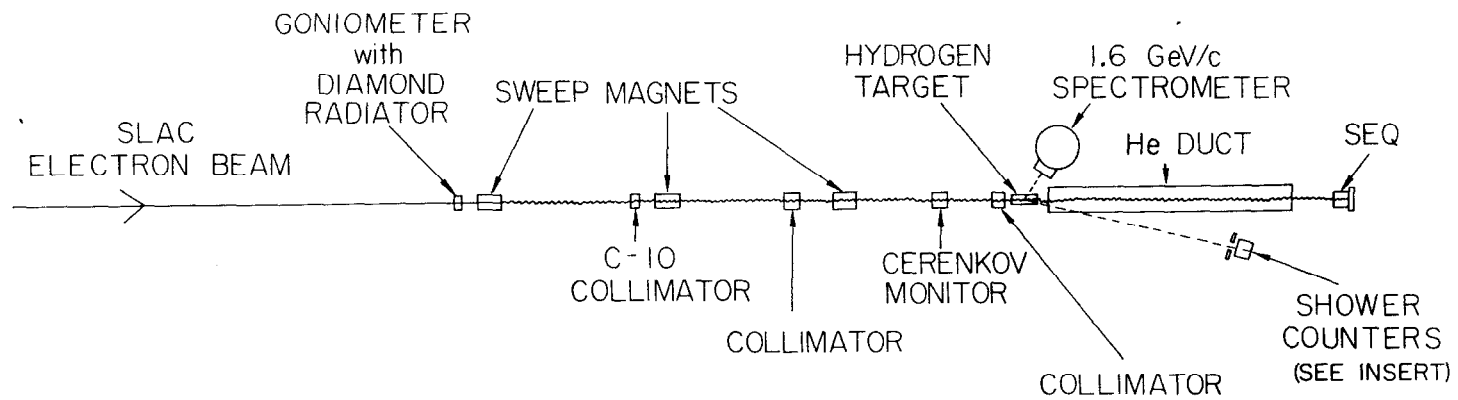 GONIOMETER
with
DIAMOND
RADIATOR
SLAC
ELECTRON BEAM
SWEEP MAGNETS
HYDROGEN
TARGET
1.6 GeV/c
SPECTROMETER
He DUCT
SEQ
C-10
COLLIMATOR
COLLIMATOR
CERENKOV
MONITOR
COLLIMATOR
SHOWER
COUNTERS
(SEE INSERT)